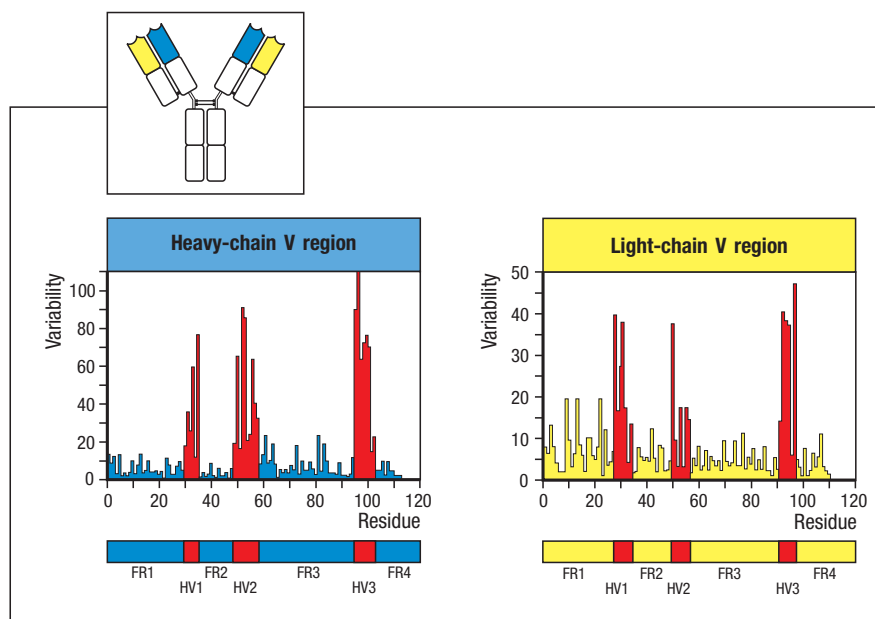 Heavy-chain V region
Variability
100
80
60
40
20
0
0 20 40 60 80 100 120
Residue
FR1 HV1 FR2 HV2 FR3 HV3 FR4
Light-chain V region
Variability
50
40
30
20
10
0
0 20 40 60 80 100 120
Residue
FR1 HV1 FR2 HV2 FR3 HV3 FR4